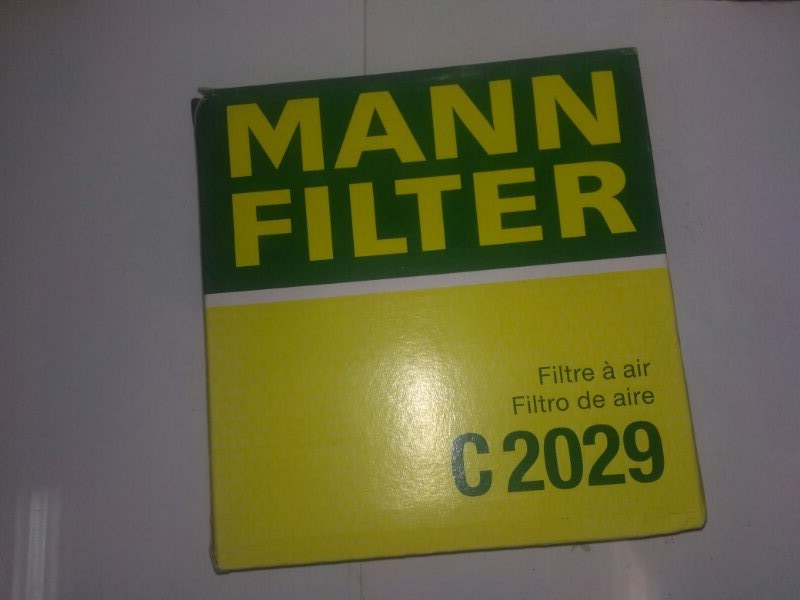 MANN
FILTER
Filtre à air
Filtro de aire
C 2029